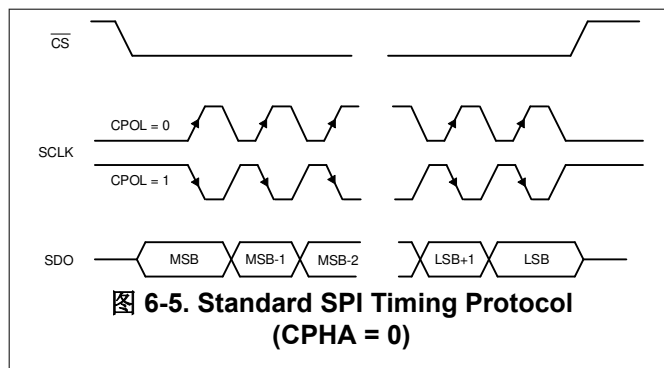 CS
CPOL = 0
SCLK
CPOL = 1
SDO
MSB MSB-1 MSB-2 LSB+1 LSB
图 6-5. Standard SPI Timing Protocol
(CPHA = 0)